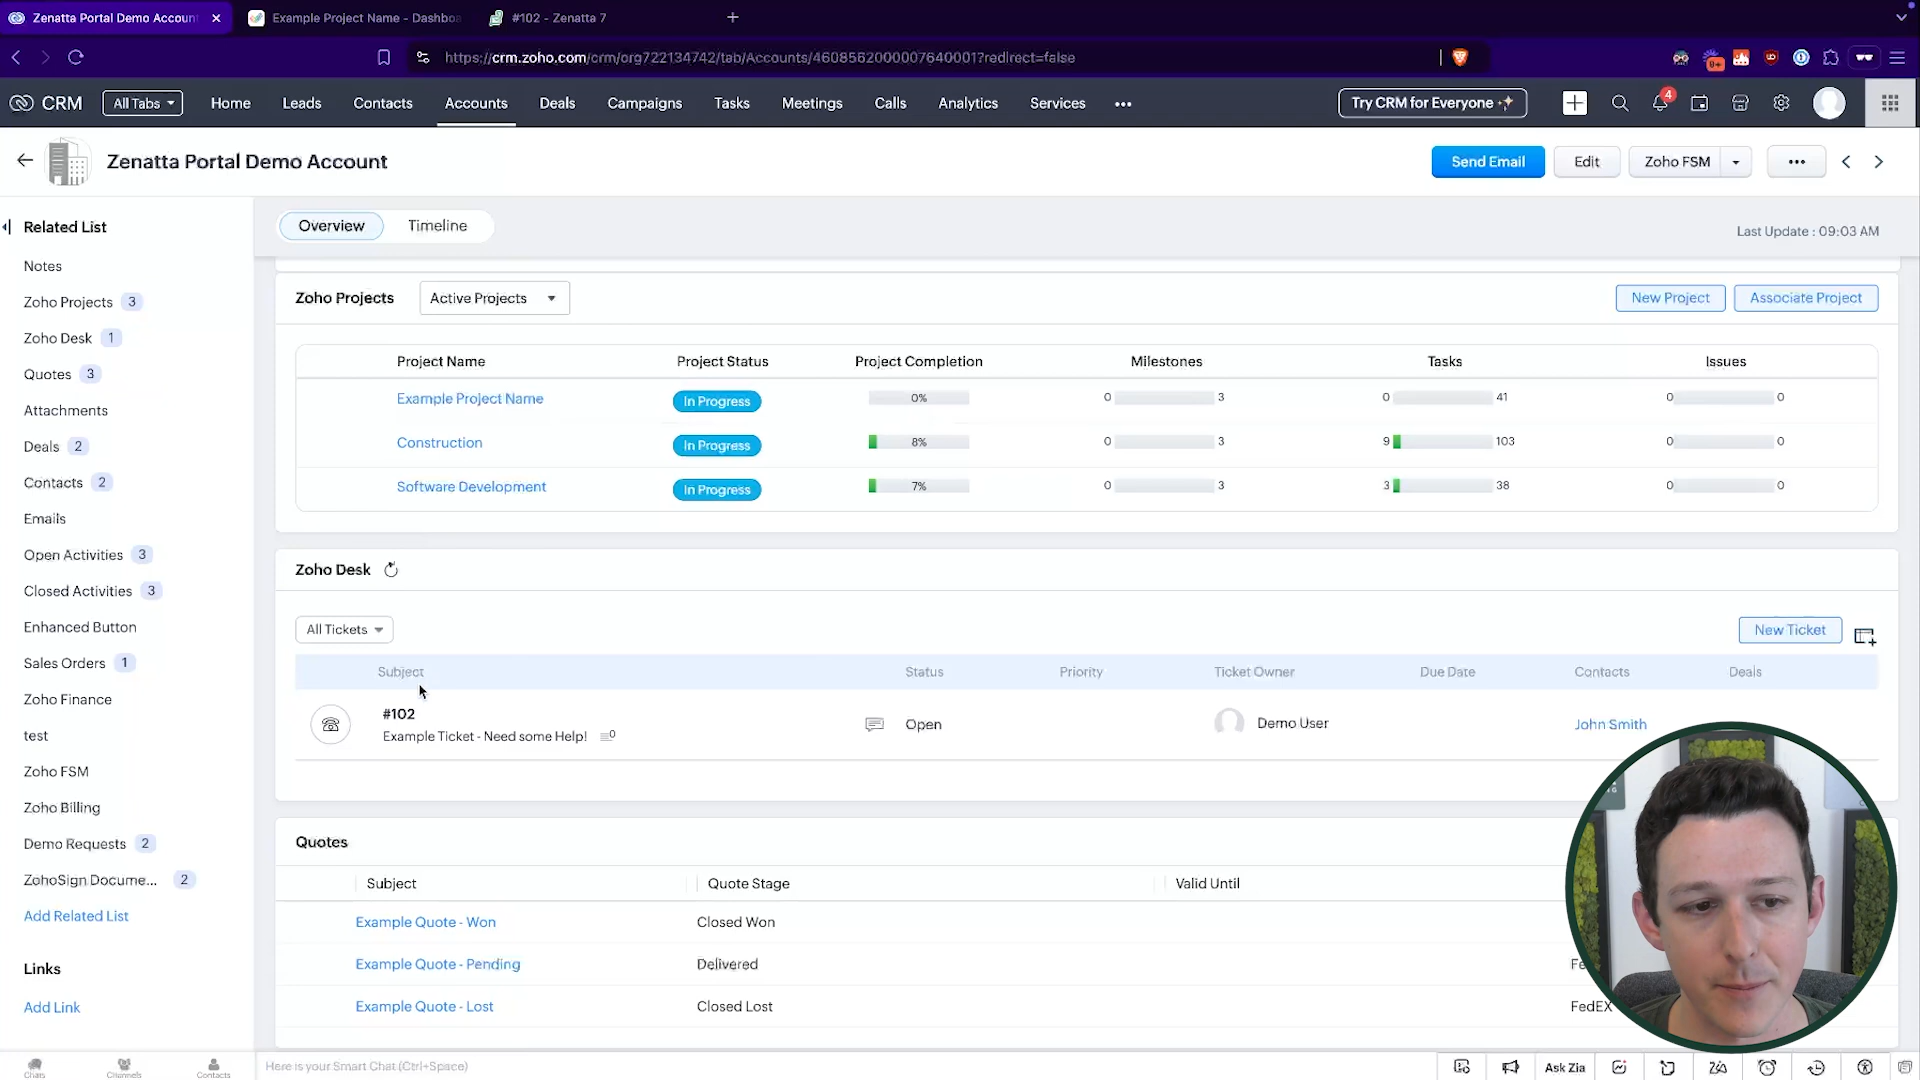 Zenatta Portal Demo Accoun
Example Project Name - Dashboa
#102 - Zenatta 7
https://crm.zoho.com/crm/org722134742/tab/Accounts/4608562000007640001?redirect=false
CRM
All Tabs
Home
Leads
Contacts
Accounts
Deals
Campaigns
Tasks
Meetings
Calls
Analytics
Services
Try CRM for Everyone
4
Zenatta Portal Demo Account
Send Email
Edit
Zoho FSM
Related List
Overview
Timeline
Last Update : 09:03 AM
Notes
Zoho Projects 3
Zoho Desk 1
Quotes 3
Attachments
Deals 2
Contacts 2
Emails
Open Activities 3
Closed Activities 3
Enhanced Button
Sales Orders 1
Zoho Finance
test
Zoho FSM
Zoho Billing
Demo Requests 2
ZohoSign Docume... 2
Add Related List
Links
Add Link
Zoho Projects
Active Projects
New Project
Associate Project
Project Name Project Status Project Completion Milestones Tasks Issues
Example Project Name In Progress 0% 0 3 0 41 0 0
Construction In Progress 8% 0 3 9 103 0 0
Software Development In Progress 7% 0 3 3 38 0 0
Zoho Desk
All Tickets
New Ticket
Subject Status Priority Ticket Owner Due Date Contacts Deals
#102
Example Ticket - Need some Help! 0
Open
Demo User
John Smith
Quotes
Subject Quote Stage Valid Until
Example Quote - Won Closed Won
Example Quote - Pending Delivered
Example Quote - Lost Closed Lost FedEX
Chats
Channels
Contacts
Here is your Smart Chat (Ctrl+Space)
Ask Zia